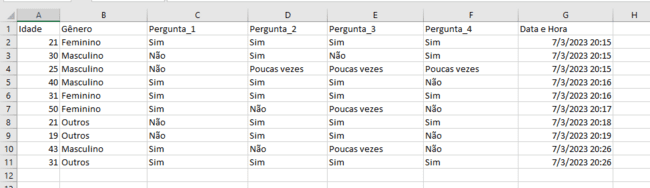 A B C D E F G H
1 Idade Gênero Pergunta_1 Pergunta_2 Pergunta_3 Pergunta_4 Data e Hora
2 21 Feminino Sim Sim Sim Sim 7/3/2023 20:15
3 30 Masculino Não Sim Não Sim 7/3/2023 20:15
4 25 Masculino Não Poucas vezes Poucas vezes Poucas vezes 7/3/2023 20:15
5 40 Masculino Sim Sim Sim Não 7/3/2023 20:16
6 31 Feminino Sim Sim Sim Sim 7/3/2023 20:16
7 50 Feminino Sim Não Poucas vezes Não 7/3/2023 20:17
8 21 Outros Não Sim Sim Sim 7/3/2023 20:18
9 19 Outros Não Sim Sim Não 7/3/2023 20:19
10 43 Masculino Sim Não Poucas vezes Não 7/3/2023 20:26
11 31 Outros Sim Sim Sim Sim 7/3/2023 20:26
12